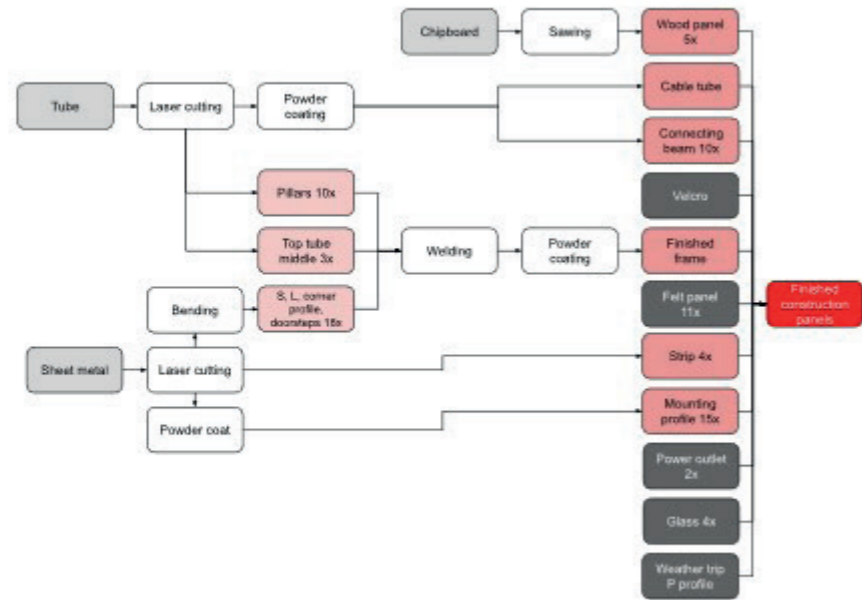 Chipboard
Sawing
Wood panel
5x
Tube
Laser cutting
Powder
coating
Cable tube
Connecting
beam 10x
Pillars 10x
Velcro
Top tube
middle 3x
Welding
Powder
coating
Finished
frame
Bending
S, L, corner
profile,
doorsteps 16x
Felt panel
11x
Finished
construction
panels
Sheet metal
Laser cutting
Strip 4x
Powder coat
Mounting
profile 15x
Power outlet
2x
Glass 4x
Weather trip
P profile